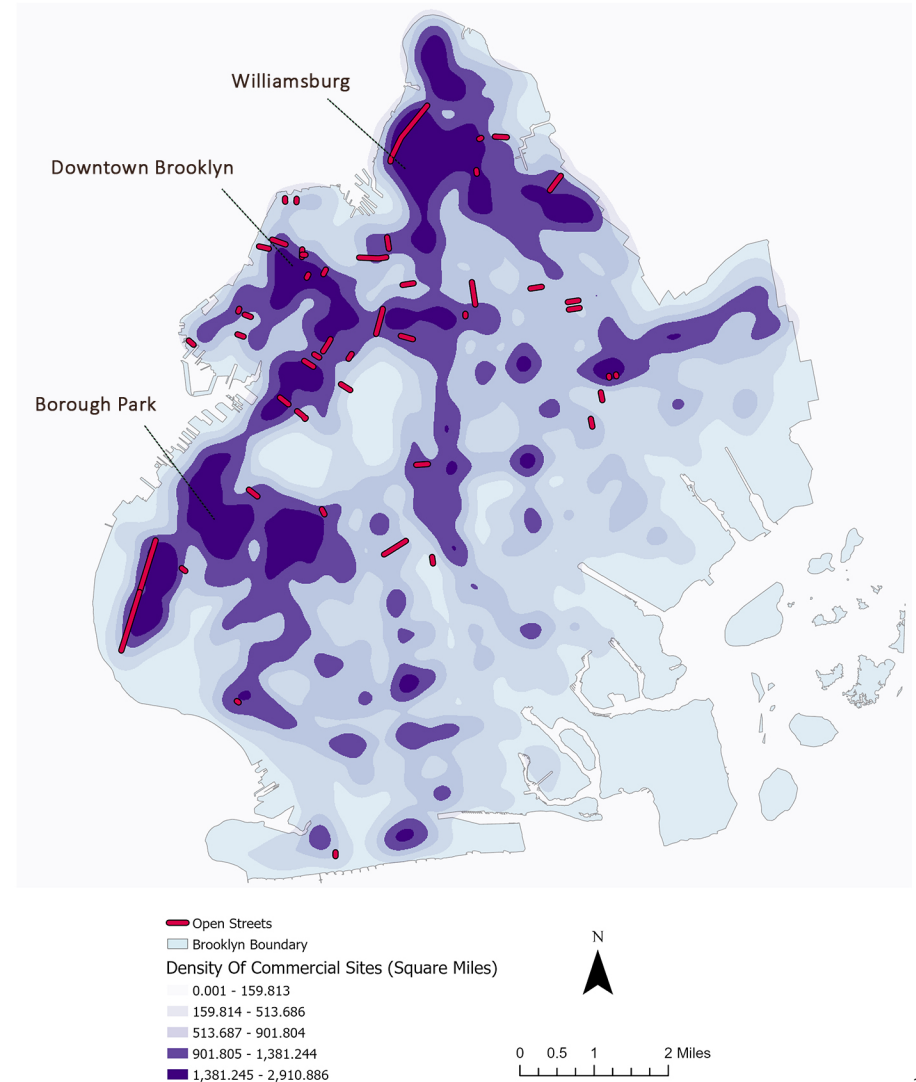 Williamsburg
Downtown Brooklyn
Borough Park
Open Streets
Brooklyn Boundary
Density Of Commercial Sites (Square Miles)
0.001 - 159.813
159.814 - 513.686
513.687 - 901.804
901.805 - 1,381.244
1,381.245 - 2,910.886
N
0 0.5 1 2 Miles